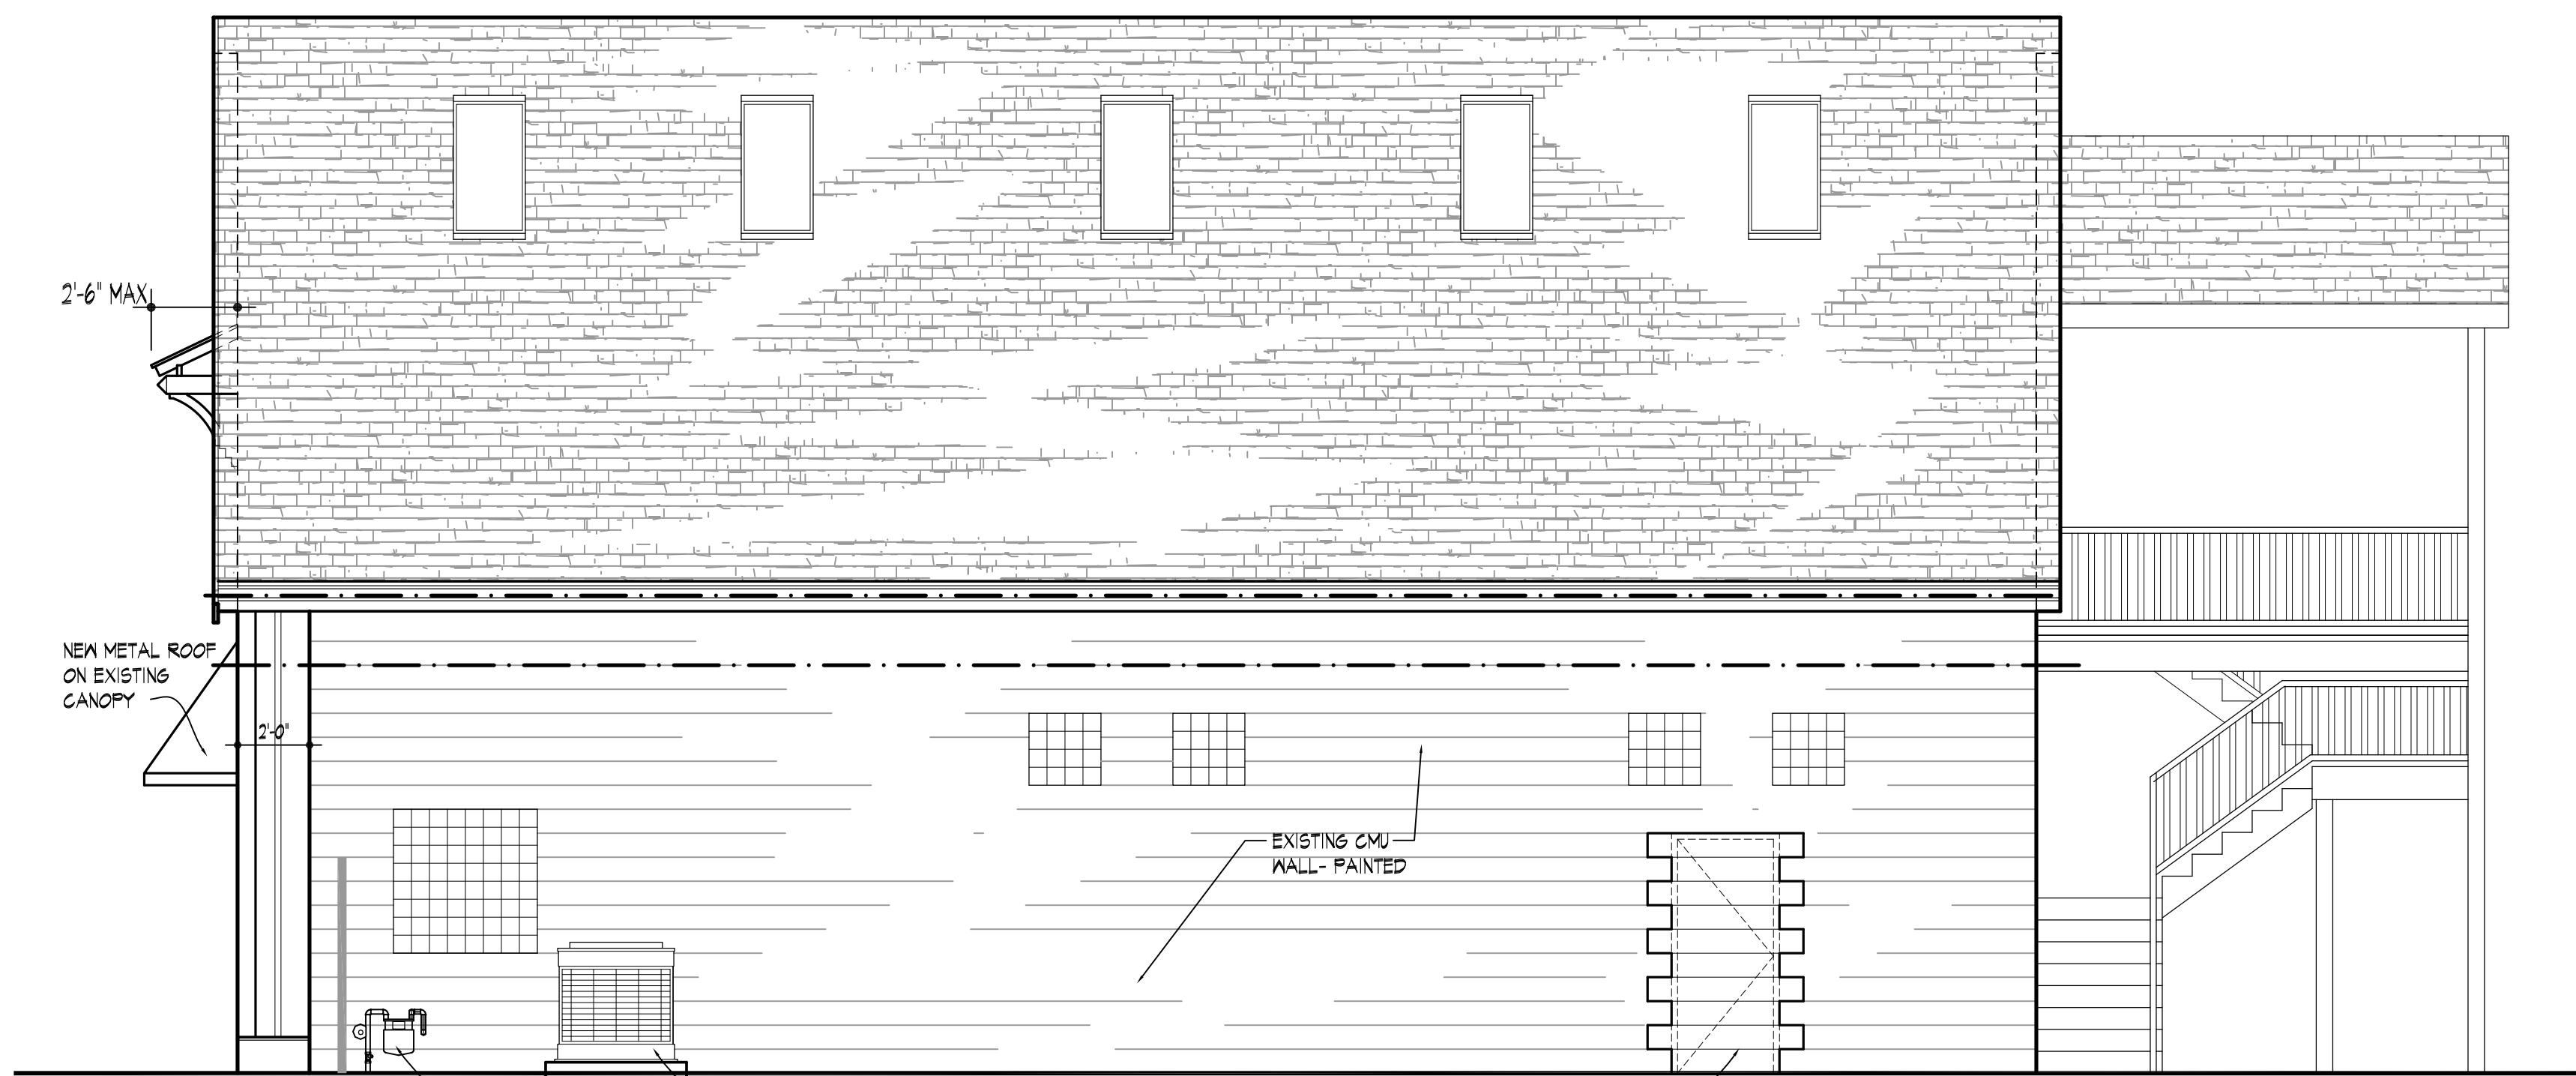 2'-6" MAX
NEW METAL ROOF
ON EXISTING
CANOPY
2'-0"
EXISTING CMU
WALL- PAINTED